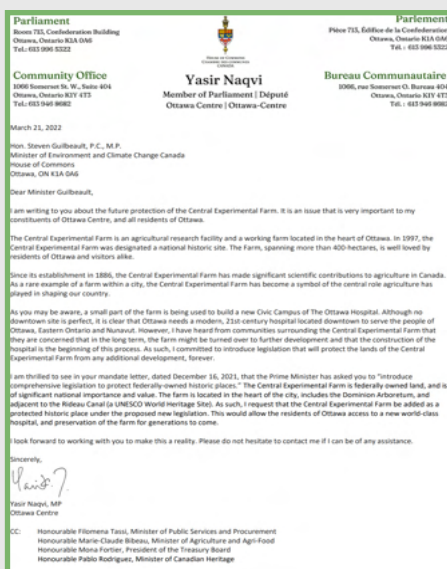 Parliament
Room 713, Confederation Building
Ottawa, Ontario K1A 0A6
Tel.: 613 996 5322
Community Office
1066 Somerset St. W., Suite 404
Ottawa, Ontario K1Y 4T3
Tel.: 613 946 8682
HOUSE OF COMMONS
CHAMBRE DES COMMUNES
CANADA
Yasir Naqvi
Member of Parliament | Député
Ottawa Centre | Ottawa-Centre
Parlement
Pièce 713, Édifice de la Confédération
Ottawa, Ontario K1A 0A6
Tél. : 613 996 5322
Bureau Communautaire
1066, rue Somerset O. Bureau 404
Ottawa, Ontario K1Y 4T3
Tél. : 613 946 8682
March 21, 2022
Hon. Steven Guilbeault, P.C., M.P.
Minister of Environment and Climate Change Canada
House of Commons
Ottawa, ON K1A 0A6
Dear Minister Guilbeault,
I am writing to you about the future protection of the Central Experimental Farm. It is an issue that is very important to my
constituents of Ottawa Centre, and all residents of Ottawa.
The Central Experimental Farm is an agricultural research facility and a working farm located in the heart of Ottawa. In 1997, the
Central Experimental Farm was designated a national historic site. The Farm, spanning more than 400-hectares, is well loved by
residents of Ottawa and visitors alike.
Since its establishment in 1886, the Central Experimental Farm has made significant scientific contributions to agriculture in Canada.
As a rare example of a farm within a city, the Central Experimental Farm has become a symbol of the central role agriculture has
played in shaping our country.
As you may be aware, a small part of the farm is being used to build a new Civic Campus of The Ottawa Hospital. Although no
downtown site is perfect, it is clear that Ottawa needs a modern, 21st-century hospital located downtown to serve the people of
Ottawa, Eastern Ontario and Nunavut. However, I have heard from communities surrounding the Central Experimental Farm that
they are concerned that in the long term, the farm might be turned over to further development and that the construction of the
hospital is the beginning of this process. As such, I committed to introduce legislation that will protect the lands of the Central
Experimental Farm from any additional development, forever.
I am thrilled to see in your mandate letter, dated December 16, 2021, that the Prime Minister has asked you to "introduce
comprehensive legislation to protect federally-owned historic places." The Central Experimental Farm is federally owned land, and is
of significant national importance and value. The farm is located in the heart of the city, includes the Dominion Arboretum, and
adjacent to the Rideau Canal (a UNESCO World Heritage Site). As such, I request that the Central Experimental Farm be added as a
protected historic place under the proposed new legislation. This would allow the residents of Ottawa access to a new world-class
hospital, and preservation of the farm for generations to come.
I look forward to working with you to make this a reality. Please do not hesitate to contact me if I can be of any assistance.
Sincerely,
Yasir Naqvi, MP
Ottawa Centre
CC: Honourable Filomena Tassi, Minister of Public Services and Procurement
Honourable Marie-Claude Bibeau, Minister of Agriculture and Agri-Food
Honourable Mona Fortier, President of the Treasury Board
Honourable Pablo Rodriguez, Minister of Canadian Heritage